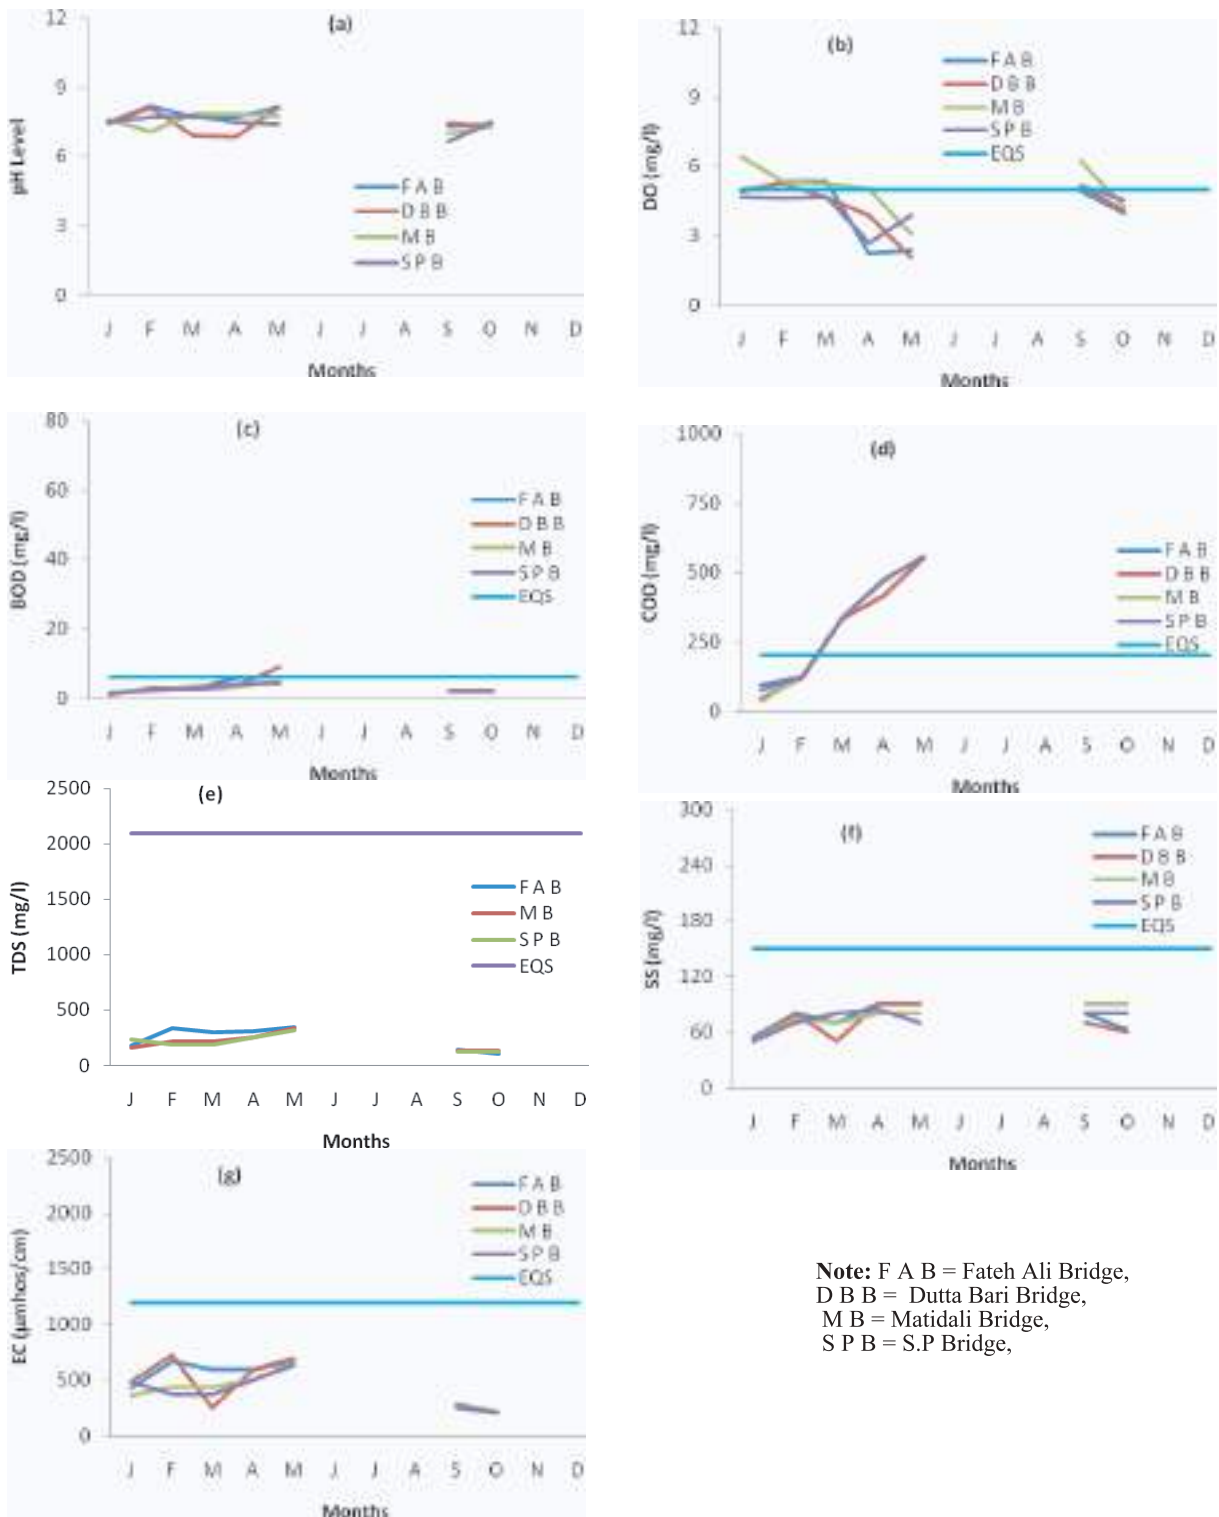 (a)
12
9
6
3
0
pH Level
F A B
D B B
M B
S P B
J F M A M J J A S O N D
Months
(b)
12
9
6
3
0
DO (mg/l)
F A B
D B B
M B
S P B
EQS
J F M A M J J A S O N D
Months
(c)
80
60
40
20
0
BOD (mg/l)
F A B
D B B
M B
S P B
EQS
J F M A M J J A S O N D
Months
(d)
1000
750
500
250
0
COD (mg/l)
F A B
D B B
M B
S P B
EQS
J F M A M J J A S O N D
Months
(e)
2500
2000
1500
1000
500
0
TDS (mg/l)
F A B
M B
S P B
EQS
J F M A M J J A S O N D
Months
(f)
300
240
180
120
60
0
SS (mg/l)
F A B
D B B
M B
S P B
EQS
J F M A M J J A S O N D
Months
(g)
2500
2000
1500
1000
500
0
EC (µmhos/cm)
F A B
D B B
M B
S P B
EQS
J F M A M J J A S O N D
Months
Note: F A B = Fateh Ali Bridge,
D B B = Dutta Bari Bridge,
M B = Matidali Bridge,
S P B = S.P Bridge,